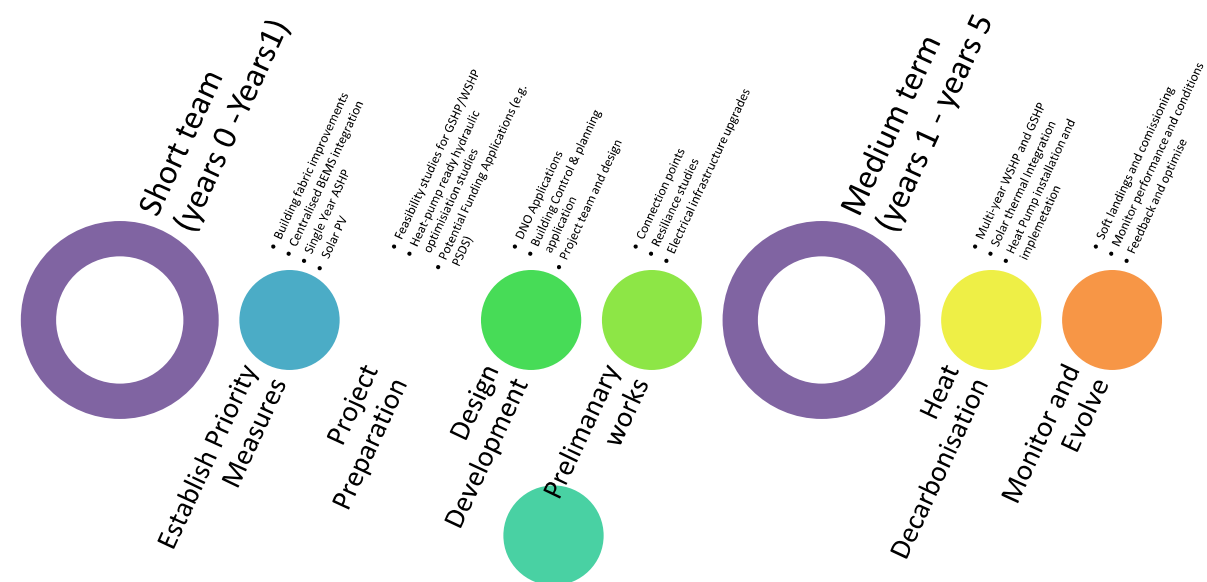 Short team
(years 0 -Years1)
• Building fabric improvements
• Centralised BEMS integration
• Single Year ASHP
• Solar PV
Establish Priority
Measures
• Feasibility studies for GSHP/WSHP
• Heat-pump ready hydraulic
optimisiation studies
• Potential Funding Applications (e.g.
PSDS)
Project
Preparation
• DNO Applications
• Building Control & planning
application
• Project team and design
Design
Development
• Connection points
• Resiliance studies
• Electrical infrastructure upgrades
Prelimanary
works
Medium term
(years 1 - years 5
• Multi-year WSHP and GSHP
• Solar thermal Integration
• Heat Pump installation and
implemetation
Heat
Decarbonisation
• Soft landings and comissioning
• Monitor performance and conditions
• Feedback and optimise
Monitor and
Evolve